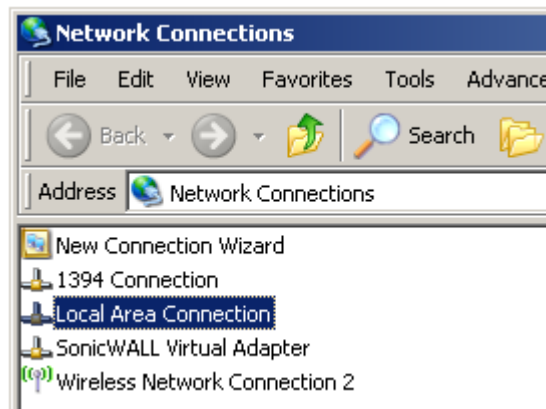 Network Connections
File Edit View Favorites Tools Advance
Back Search
Address Network Connections
New Connection Wizard
1394 Connection
Local Area Connection
SonicWALL Virtual Adapter
Wireless Network Connection 2